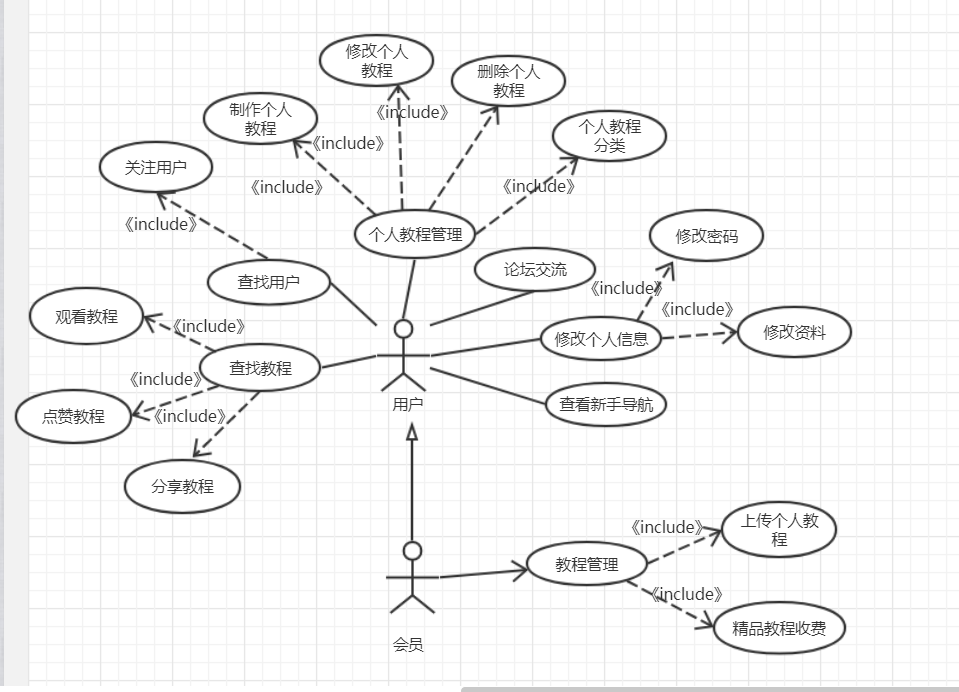 修改个人
教程
删除个人
教程
《include》
制作个人
教程
《include》
个人教程
分类
关注用户
《include》
《include》
《include》
个人教程管理
修改密码
论坛交流
查找用户
《include》
《include》
观看教程
《include》
修改个人信息
修改资料
查找教程
《include》
点赞教程
《include》
用户
查看新手导航
分享教程
《include》
上传个人教
程
教程管理
《include》
精品教程收费
会员